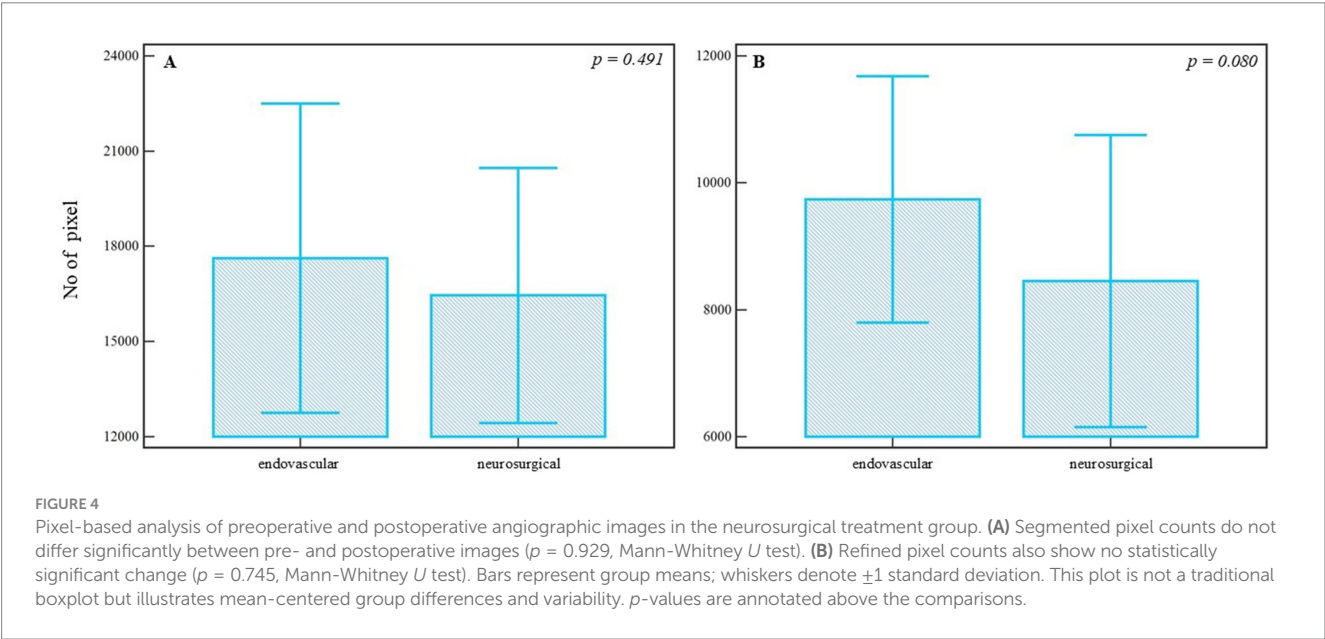 24000
A
p = 0.491
21000
18000
15000
12000
No of pixel
endovascular
neurosurgical
12000
B
p = 0.080
10000
8000
6000
endovascular
neurosurgical
FIGURE 4
Pixel-based analysis of preoperative and postoperative angiographic images in the neurosurgical treatment group. (A) Segmented pixel counts do not
differ significantly between pre- and postoperative images (p = 0.929, Mann-Whitney U test). (B) Refined pixel counts also show no statistically
significant change (p = 0.745, Mann-Whitney U test). Bars represent group means; whiskers denote ±1 standard deviation. This plot is not a traditional
boxplot but illustrates mean-centered group differences and variability. p-values are annotated above the comparisons.